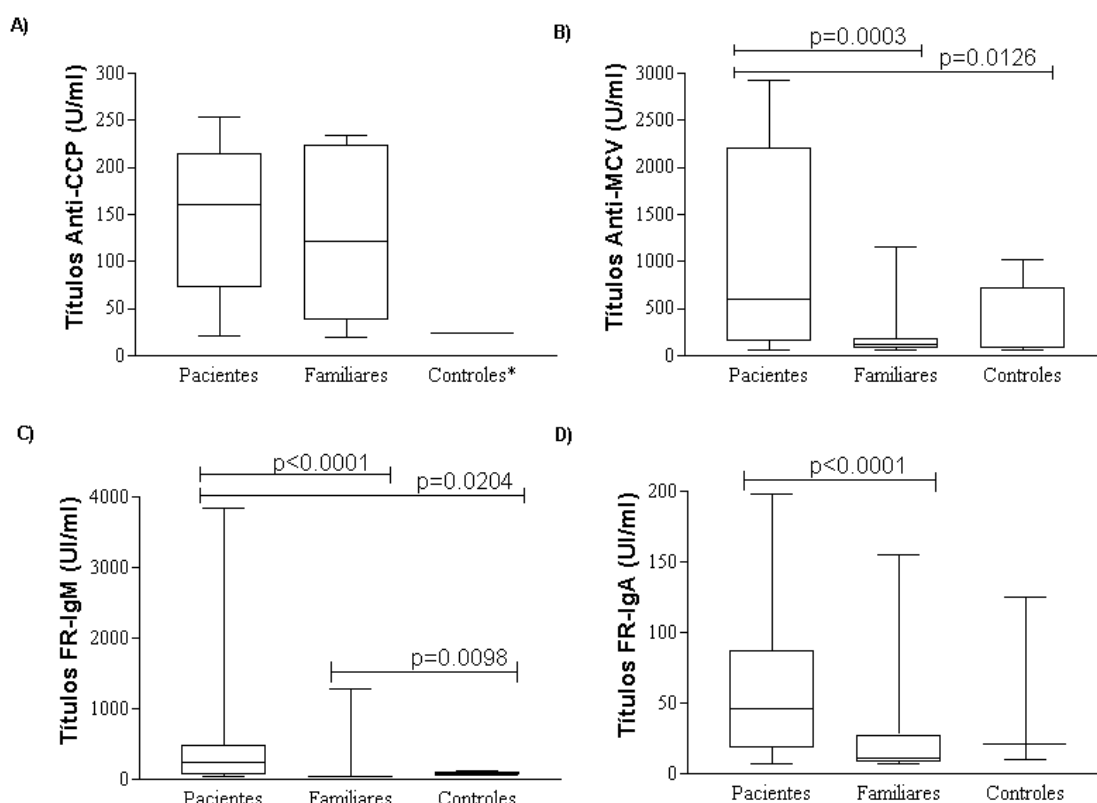 A)
Títulos Anti-CCP (U/ml)
300
250
200
150
100
50
0
Pacientes Familiares Controles*
B)
p=0.0003
p=0.0126
Títulos Anti-MCV (U/ml)
3000
2500
2000
1500
1000
500
0
Pacientes Familiares Controles
C)
p<0.0001
p=0.0204
p=0.0098
Títulos FR-IgM (UI/ml)
4000
3000
2000
1000
0
Pacientes Familiares Controles
D)
p<0.0001
Títulos FR-IgA (UI/ml)
200
150
100
50
0
Pacientes Familiares Controles